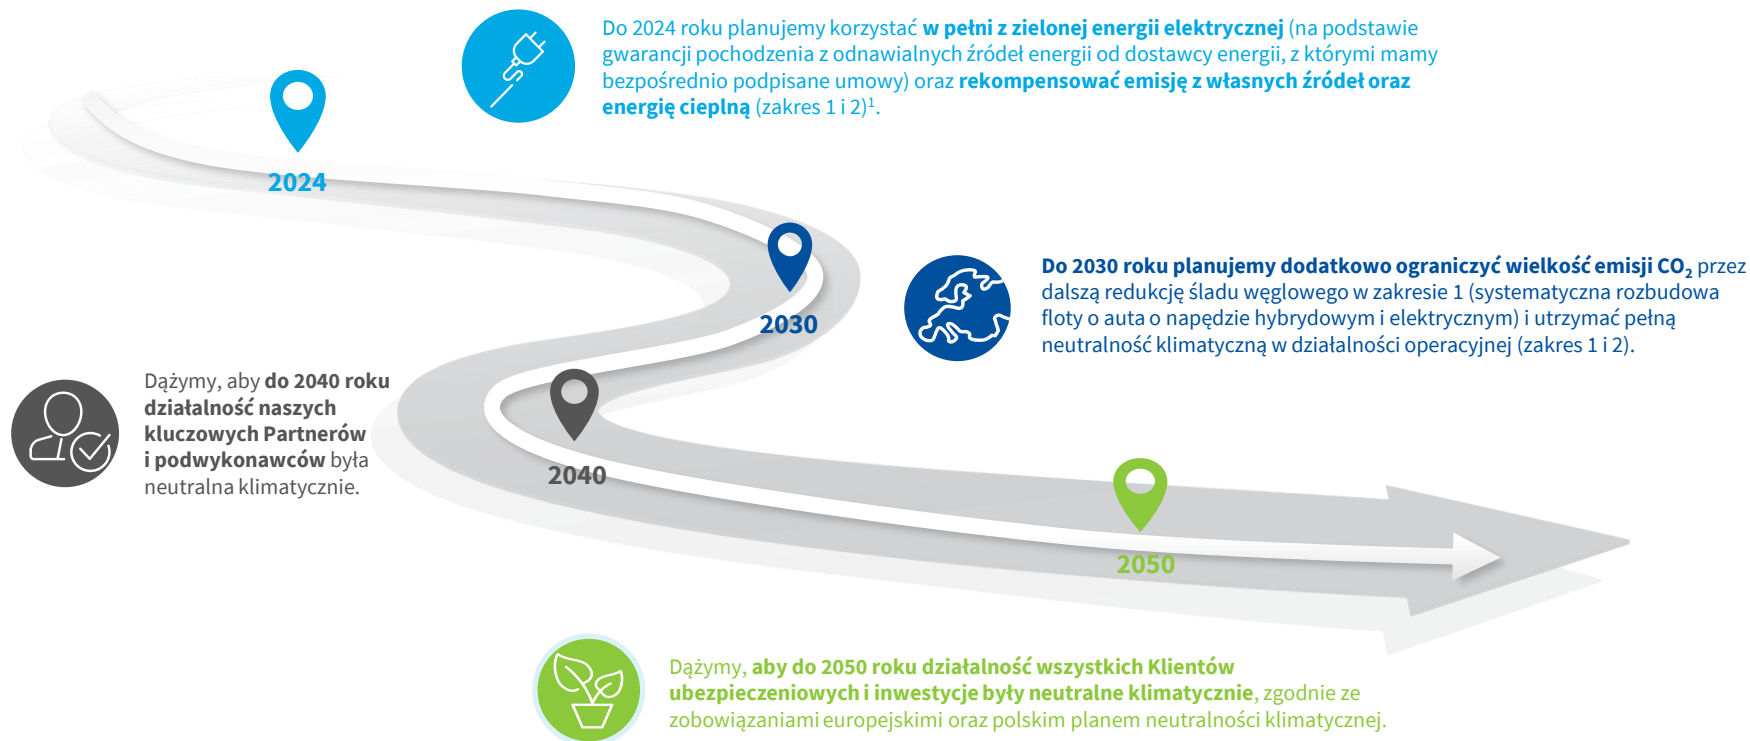 Do 2024 roku planujemy korzystać w pełni z zielonej energii elektrycznej (na podstawie
gwarancji pochodzenia z odnawialnych źródeł energii od dostawcy energii, z którymi mamy
bezpośrednio podpisane umowy) oraz rekompensować emisję z własnych źródeł oraz
energię cieplną (zakres 1 i 2)¹.
2024
2030
Do 2030 roku planujemy dodatkowo ograniczyć wielkość emisji CO₂ przez
dalszą redukcję śladu węglowego w zakresie 1 (systematyczna rozbudowa
floty o auta o napędzie hybrydowym i elektrycznym) i utrzymać pełną
neutralność klimatyczną w działalności operacyjnej (zakres 1 i 2).
Dążymy, aby do 2040 roku
działalność naszych
kluczowych Partnerów
i podwykonawców była
neutralna klimatycznie.
2040
2050
Dążymy, aby do 2050 roku działalność wszystkich Klientów
ubezpieczeniowych i inwestycje były neutralne klimatycznie, zgodnie ze
zobowiązaniami europejskimi oraz polskim planem neutralności klimatycznej.